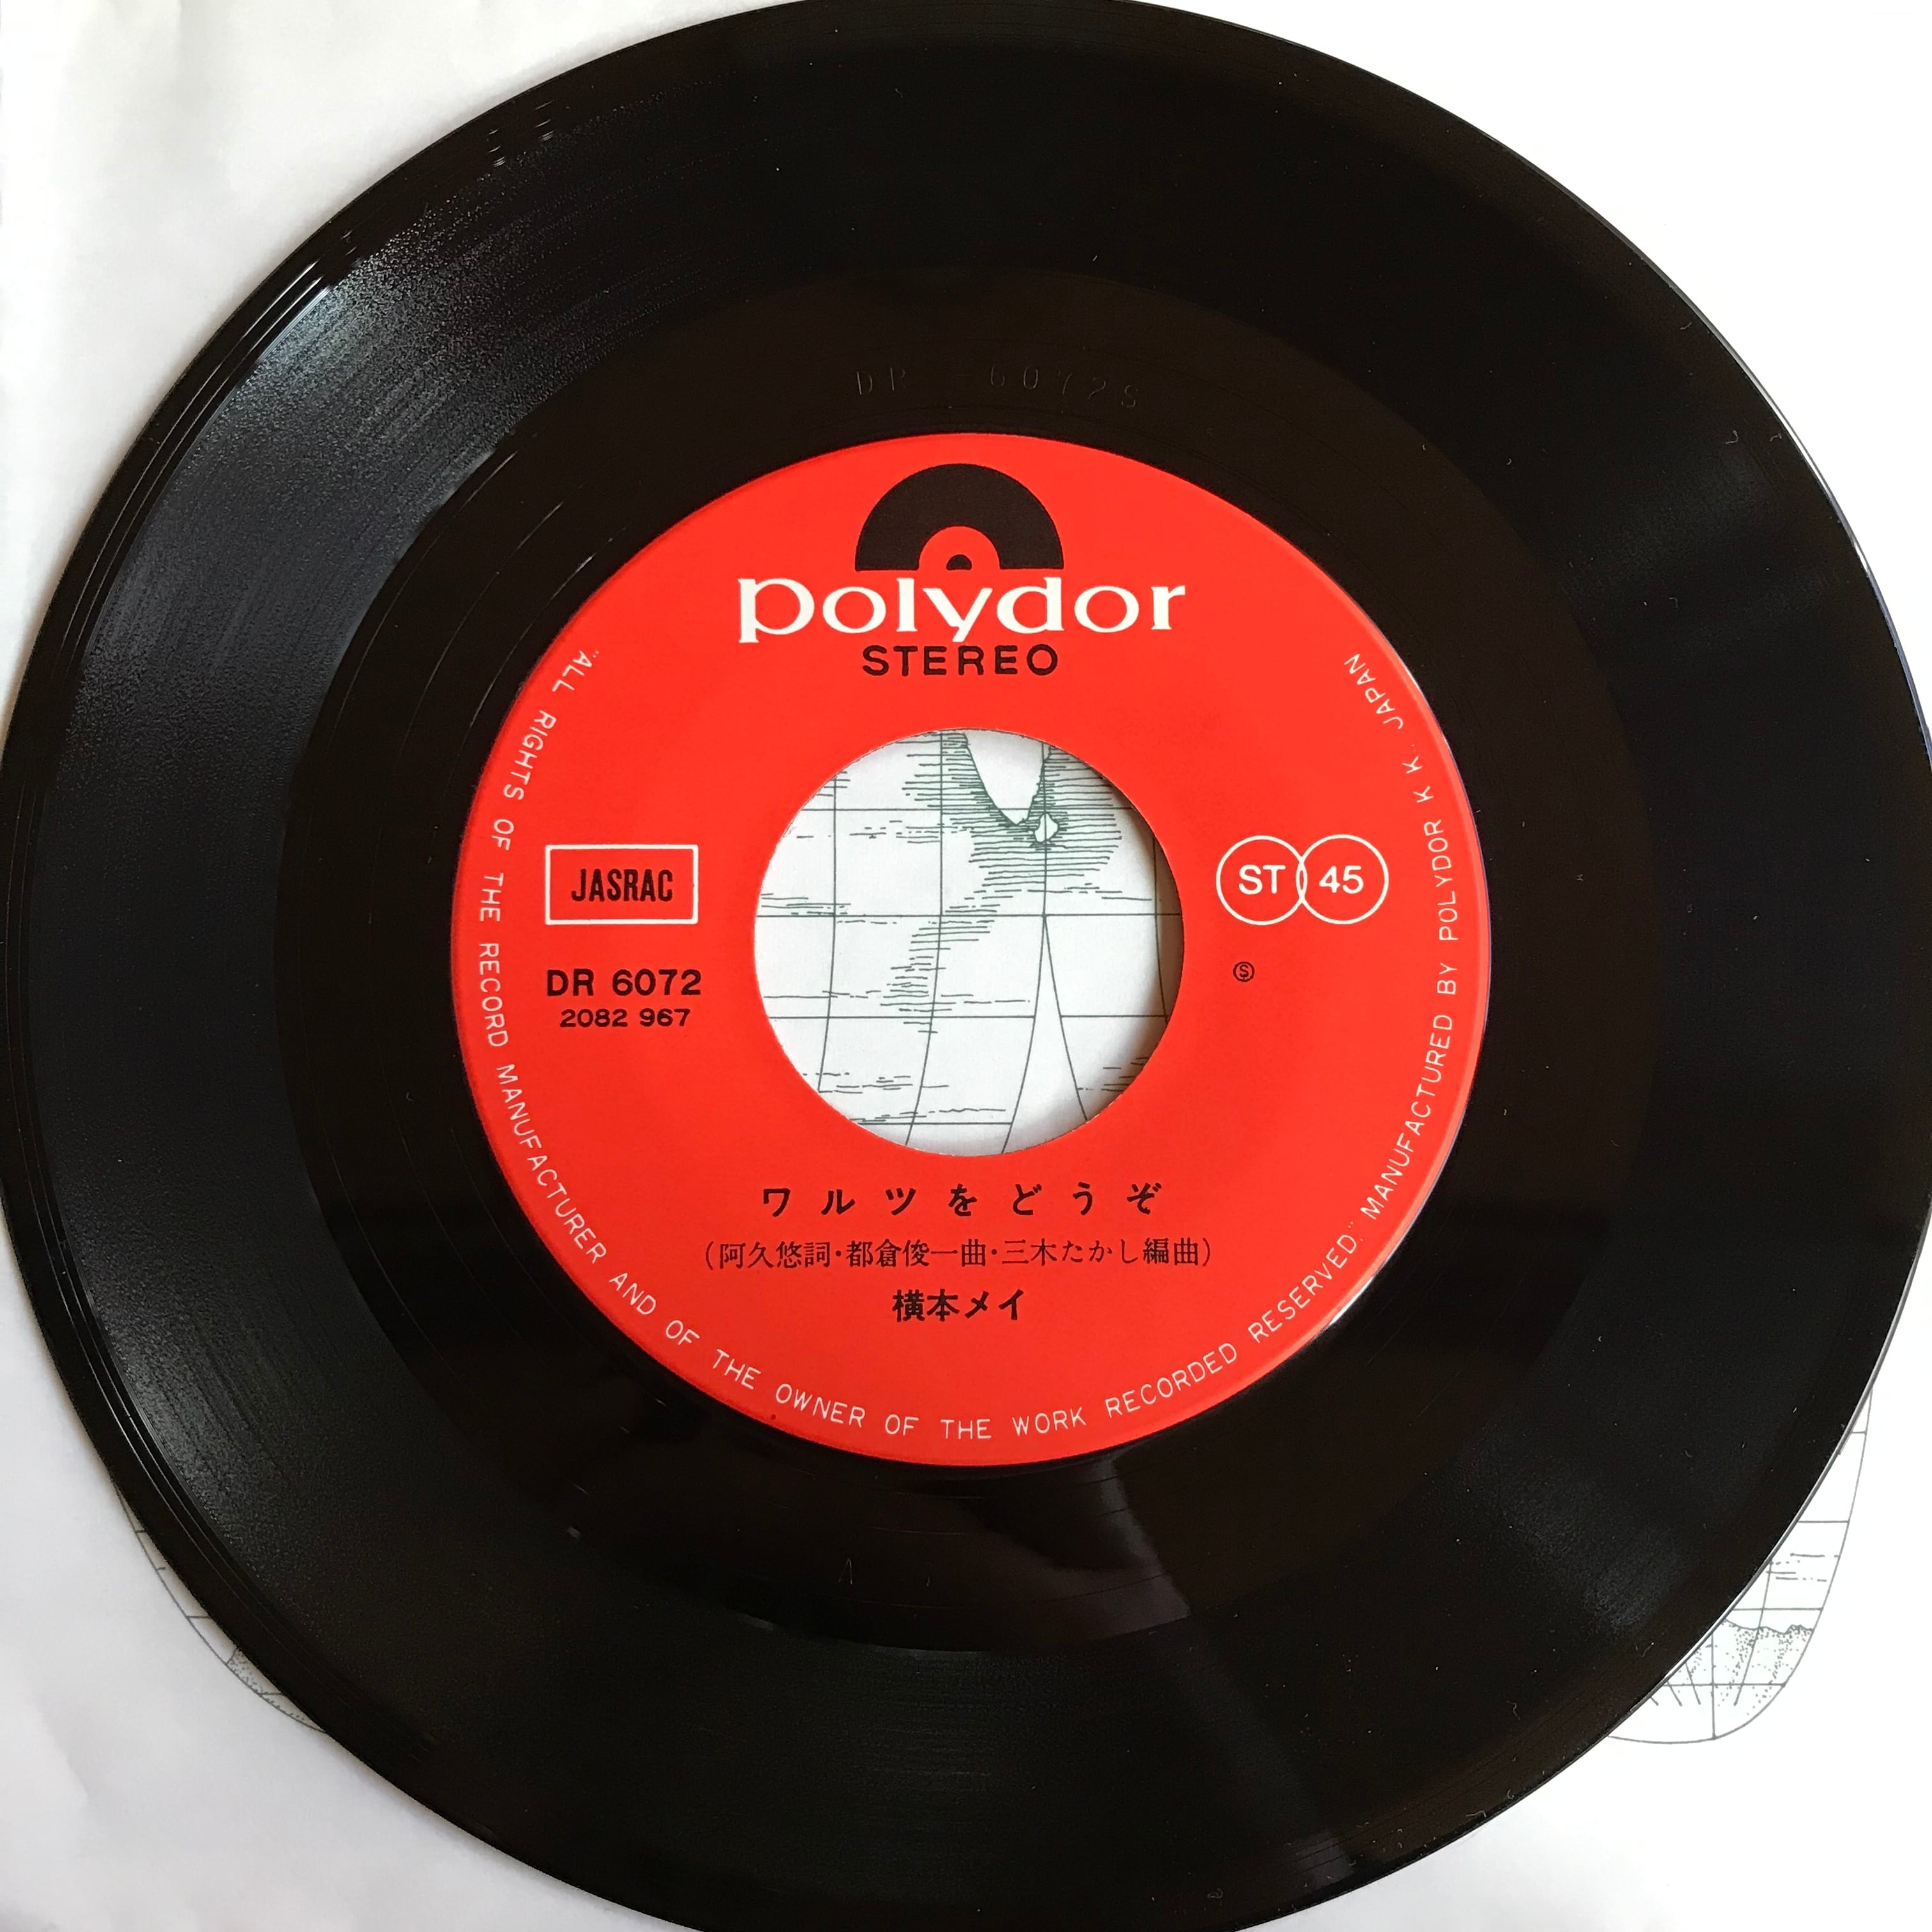 DR - 6072S
polydor
STEREO
JASRAC
ST 45
DR 6072
Ⓢ
2082 967
ワルツをどうぞ
(阿久悠詞・都倉俊一曲・三木たかし編曲)
横本メイ
"ALL RIGHTS OF THE RECORD MANUFACTURER AND OF THE OWNER OF THE WORK RECORDED RESERVED." MANUFACTURED BY POLYDOR K K. JAPAN
A